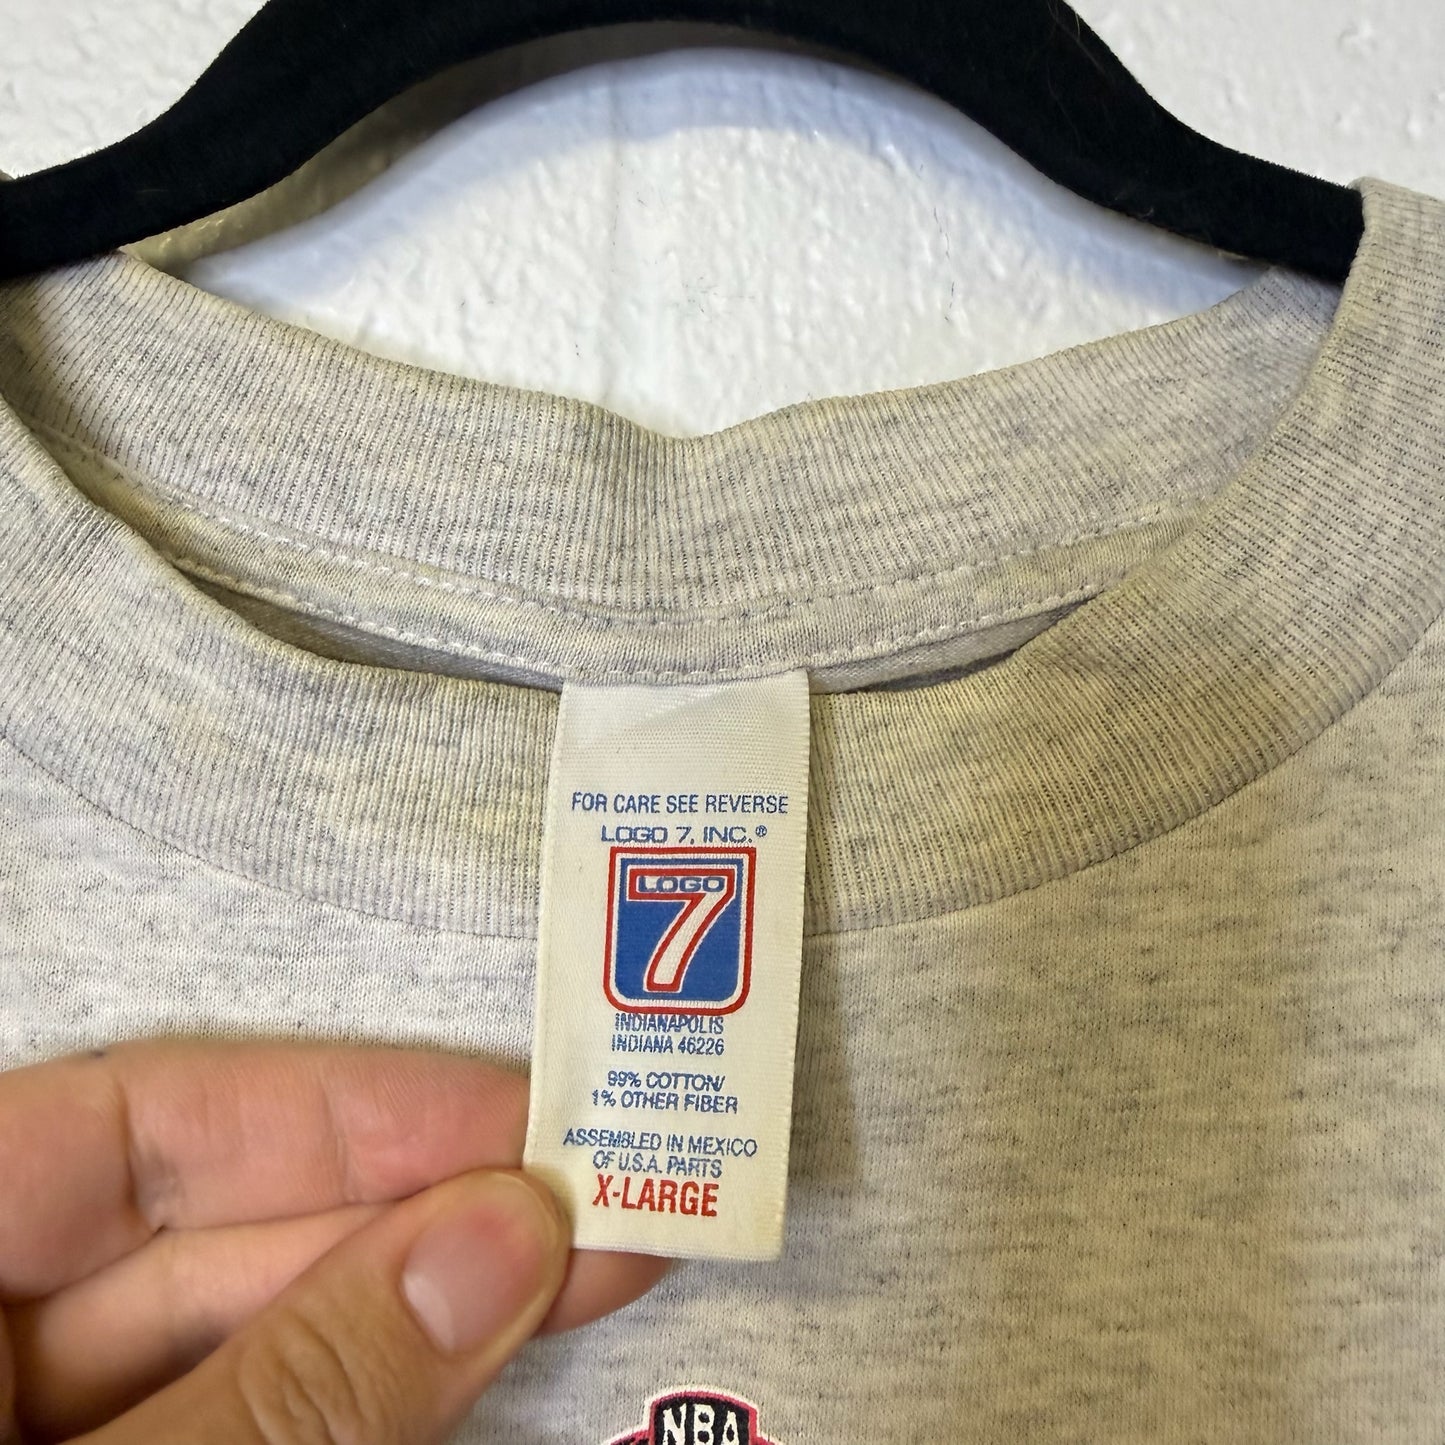 FOR CARE SEE REVERSE
LOGO 7, INC.®
LOGO
7
INDIANAPOLIS
INDIANA 46226
99% COTTON/
1% OTHER FIBER
ASSEMBLED IN MEXICO
OF U.S.A. PARTS
X-LARGE
NBA